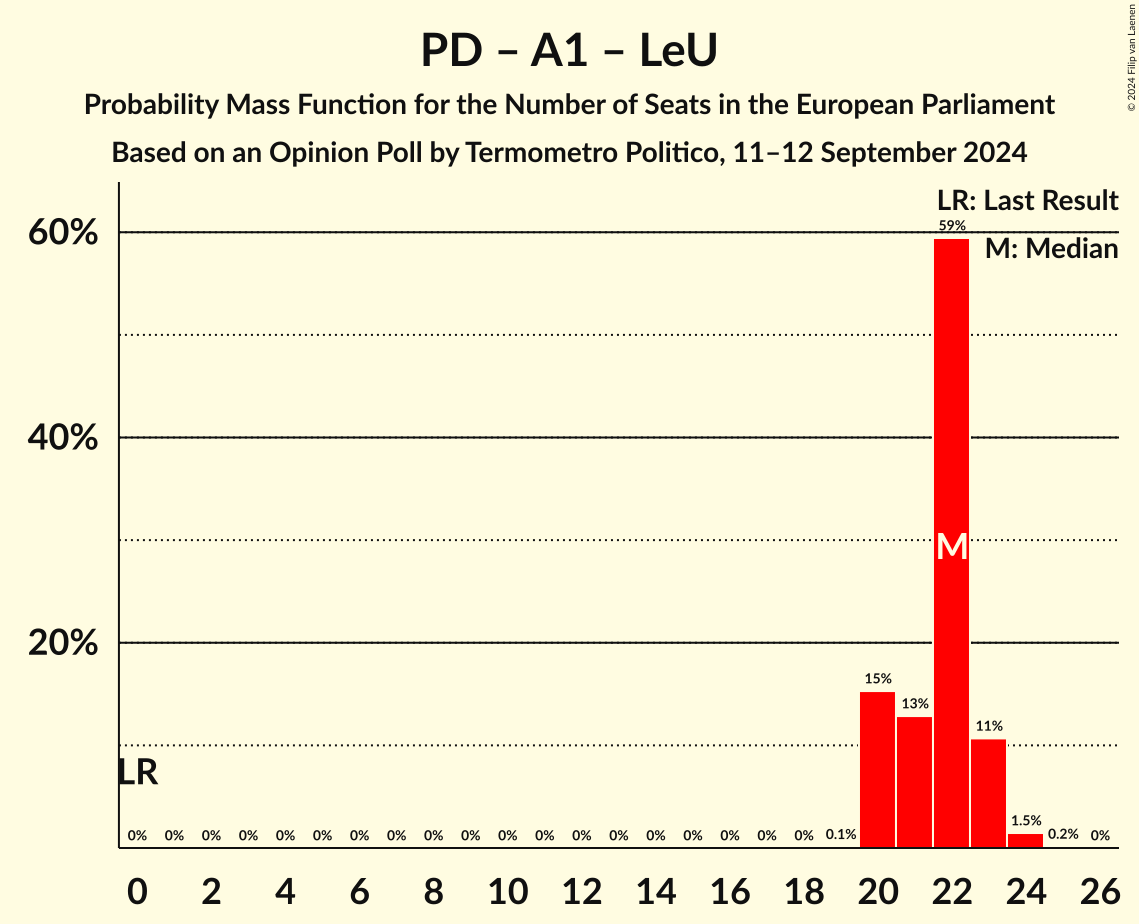 PD – A1 – LeU
Probability Mass Function for the Number of Seats in the European Parliament
Based on an Opinion Poll by Termometro Politico, 11–12 September 2024
© 2024 Filip van Laenen
LR: Last Result
M: Median
60%
40%
20%
59%
M
15%
13%
11%
LR
0% 0% 0% 0% 0% 0% 0% 0% 0% 0% 0% 0% 0% 0% 0% 0% 0% 0% 0% 0.1% 1.5% 0.2% 0%
0 2 4 6 8 10 12 14 16 18 20 22 24 26